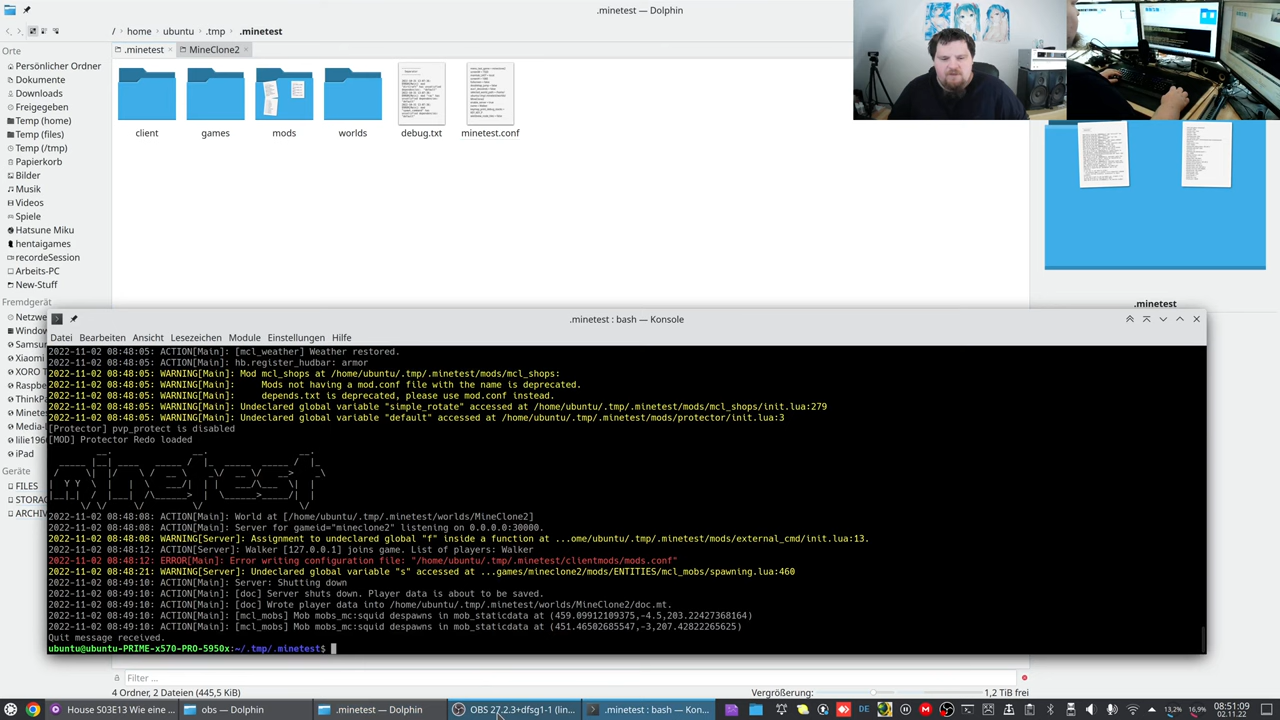 .minetest — Dolphin
/ home ubuntu .tmp .minetest
.minetest MineClone2
Orte
Persönlicher Ordner
Dokumente
Downloads
Freigegeben
Temp (home)
Temp (files)
Temp (/tmp)
Papierkorb
Bilder
Musik
Videos
Spiele
Hatsune Miku
hentaigames
recordeSession
Arbeits-PC
New-Stuff
Fremdgerät
Geräte
FILES
client
games
mods
worlds
debug.txt
minetest.conf
.minetest
.minetest : bash — Konsole
Datei Bearbeiten Ansicht Lesezeichen Module Einstellungen Hilfe
2022-11-02 08:48:05: ACTION[Main]: [mcl_weather] Weather restored.
2022-11-02 08:48:05: ACTION[Main]: hb.register_hudbar: armor
2022-11-02 08:48:05: WARNING[Main]: Mod mcl_shops at /home/ubuntu/.tmp/.minetest/mods/mcl_shops:
2022-11-02 08:48:05: WARNING[Main]: Mods not having a mod.conf file with the name is deprecated.
2022-11-02 08:48:05: WARNING[Main]: depends.txt is deprecated, please use mod.conf instead.
2022-11-02 08:48:05: WARNING[Main]: Undeclared global variable "simple_rotate" accessed at /home/ubuntu/.tmp/.minetest/mods/mcl_shops/init.lua:279
2022-11-02 08:48:05: WARNING[Main]: Undeclared global variable "default" accessed at /home/ubuntu/.tmp/.minetest/mods/protector/init.lua:3
[Protector] pvp_protect is disabled
[MOD] Protector Redo loaded
2022-11-02 08:48:08: ACTION[Main]: World at [/home/ubuntu/.tmp/.minetest/worlds/MineClone2]
2022-11-02 08:48:08: ACTION[Main]: Server for gameid="mineclone2" listening on 0.0.0.0:30000.
2022-11-02 08:48:08: WARNING[Server]: Assignment to undeclared global "f" inside a function at ...ome/ubuntu/.tmp/.minetest/mods/external_cmd/init.lua:13.
2022-11-02 08:48:12: ACTION[Server]: Walker [127.0.0.1] joins game. List of players: Walker
2022-11-02 08:48:12: ERROR[Main]: Error writing configuration file: "/home/ubuntu/.tmp/.minetest/clientmods/mods.conf"
2022-11-02 08:48:21: WARNING[Server]: Undeclared global variable "s" accessed at ...games/mineclone2/mods/ENTITIES/mcl_mobs/spawning.lua:460
2022-11-02 08:49:10: ACTION[Main]: Server: Shutting down
2022-11-02 08:49:10: ACTION[Main]: [doc] Server shuts down. Player data is about to be saved.
2022-11-02 08:49:10: ACTION[Main]: [doc] Wrote player data into /home/ubuntu/.tmp/.minetest/worlds/MineClone2/doc.mt.
2022-11-02 08:49:10: ACTION[Main]: [mcl_mobs] Mob mobs_mc:squid despawns in mob_staticdata at (459.09912109375,-4.5,203.22427368164)
2022-11-02 08:49:10: ACTION[Main]: [mcl_mobs] Mob mobs_mc:squid despawns in mob_staticdata at (451.46502685547,-3,207.42822265625)
Quit message received.
ubuntu@ubuntu-PRIME-x570-PRO-5950x:~/.tmp/.minetest$
Filter ...
4 Ordner, 2 Dateien (445,5 KiB)
Vergrößerung:
1,2 TiB frei
House S03E13 Wie eine ...
obs — Dolphin
.minetest — Dolphin
OBS 27.2.3+dfsg1-1 (lin...
.minetest : bash — Kon...
DE
13,2%
16,9%
08:51:09
02.11.22